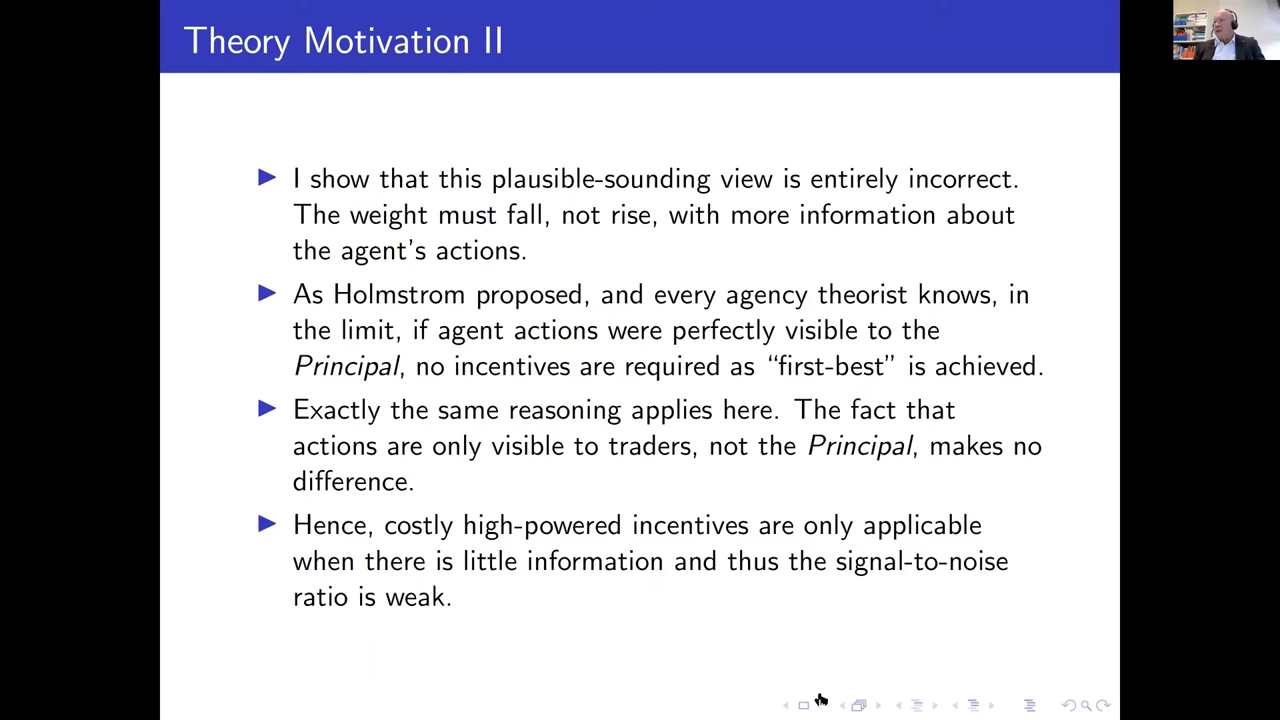 Theory Motivation II
I show that this plausible-sounding view is entirely incorrect.
The weight must fall, not rise, with more information about
the agent's actions.
As Holmstrom proposed, and every agency theorist knows, in
the limit, if agent actions were perfectly visible to the
Principal, no incentives are required as “first-best” is achieved.
Exactly the same reasoning applies here. The fact that
actions are only visible to traders, not the Principal, makes no
difference.
Hence, costly high-powered incentives are only applicable
when there is little information and thus the signal-to-noise
ratio is weak.